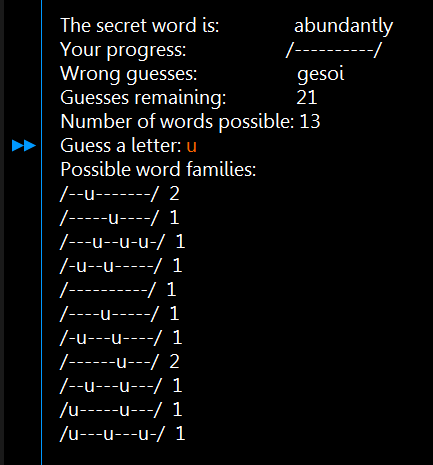 The secret word is: abundantly
Your progress: /----------/
Wrong guesses: gesoi
Guesses remaining: 21
Number of words possible: 13
Guess a letter: u
Possible word families:
/--u-------/ 2
/-----u----/ 1
/---u--u-u-/ 1
/-u--u-----/ 1
/----------/ 1
/----u-----/ 1
/-u---u----/ 1
/------u---/ 2
/--u---u---/ 1
/u-----u---/ 1
/u---u---u-/ 1